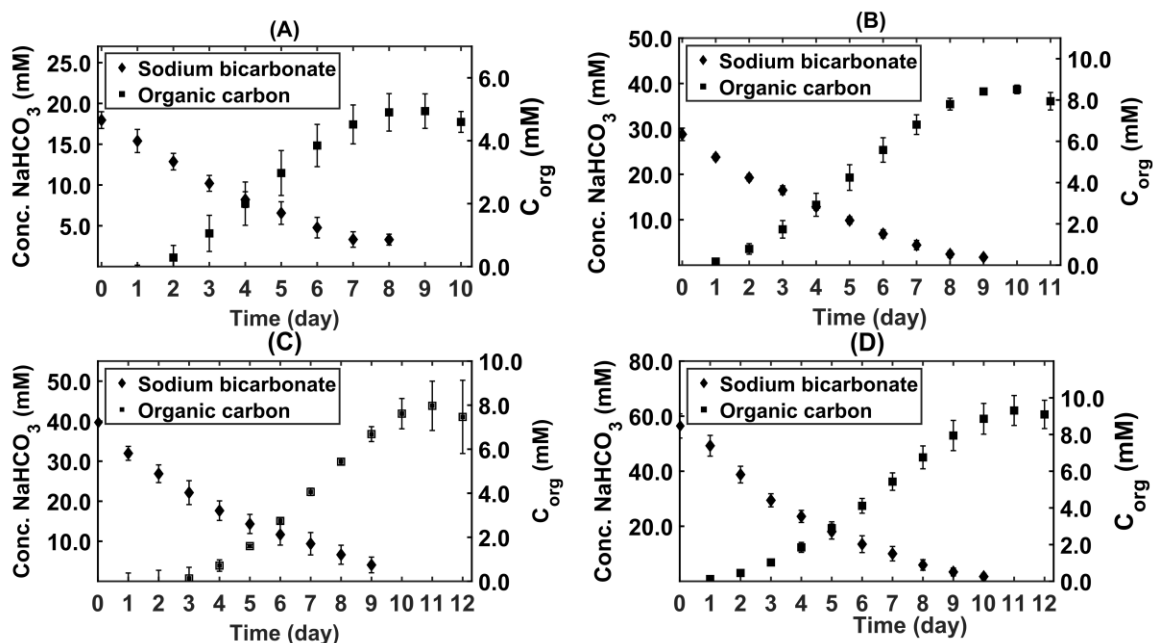 (A)
Conc. NaHCO3 (mM)
25.0
20.0
15.0
10.0
5.0
Sodium bicarbonate
Organic carbon
6.0
4.0
2.0
0.0
Corg (mM)
0 1 2 3 4 5 6 7 8 9 10
Time (day)
(B)
Conc. NaHCO3 (mM)
50.0
40.0
30.0
20.0
10.0
Sodium bicarbonate
Organic carbon
10.0
8.0
6.0
4.0
2.0
0.0
Corg (mM)
0 1 2 3 4 5 6 7 8 9 10 11
Time (day)
(C)
Conc. NaHCO3 (mM)
50.0
40.0
30.0
20.0
10.0
Sodium bicarbonate
Organic carbon
10.0
8.0
6.0
4.0
2.0
0.0
Corg (mM)
0 1 2 3 4 5 6 7 8 9 10 11 12
Time (day)
(D)
Conc. NaHCO3 (mM)
80.0
60.0
40.0
20.0
Sodium bicarbonate
Organic carbon
10.0
8.0
6.0
4.0
2.0
0.0
Corg (mM)
0 1 2 3 4 5 6 7 8 9 10 11 12
Time (day)